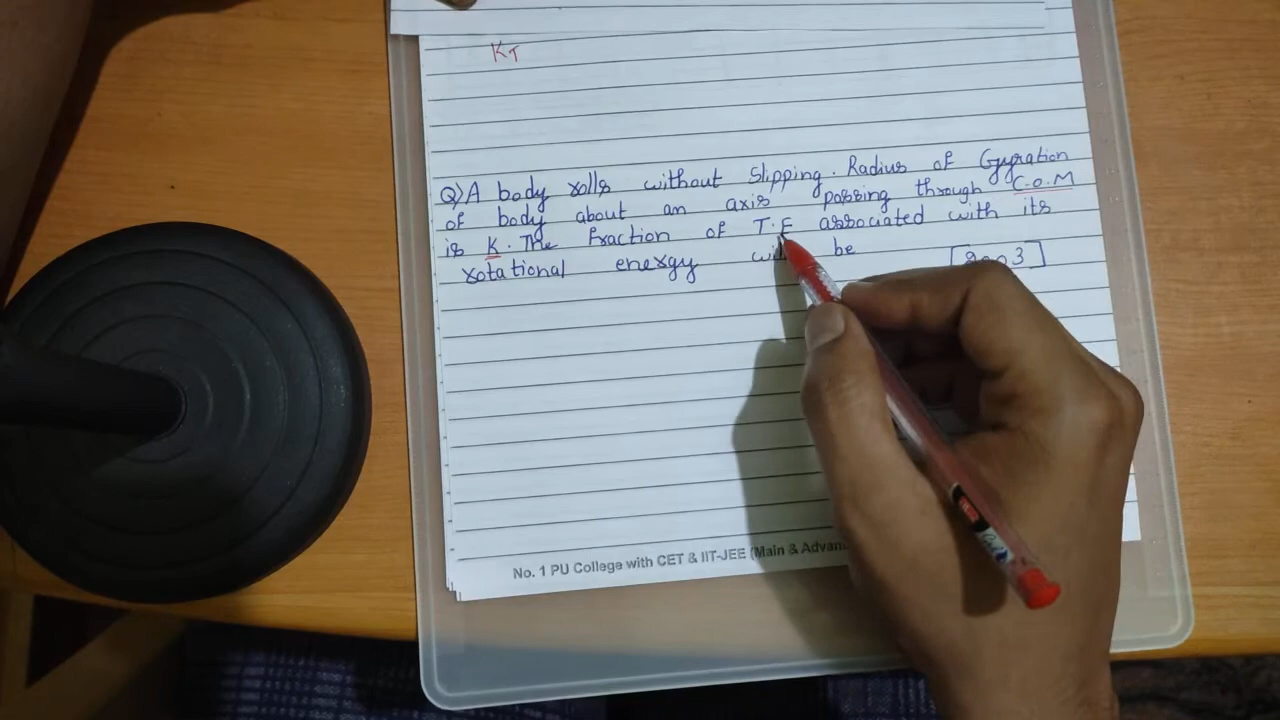 KT
Q) A body rolls without Slipping. Radius of Gyration
of body about an axis passing through C.O.M
is K. The fraction of T.E associated with its
rotational energy will be [2003]
No. 1 PU College with CET & IIT-JEE (Main & Advan